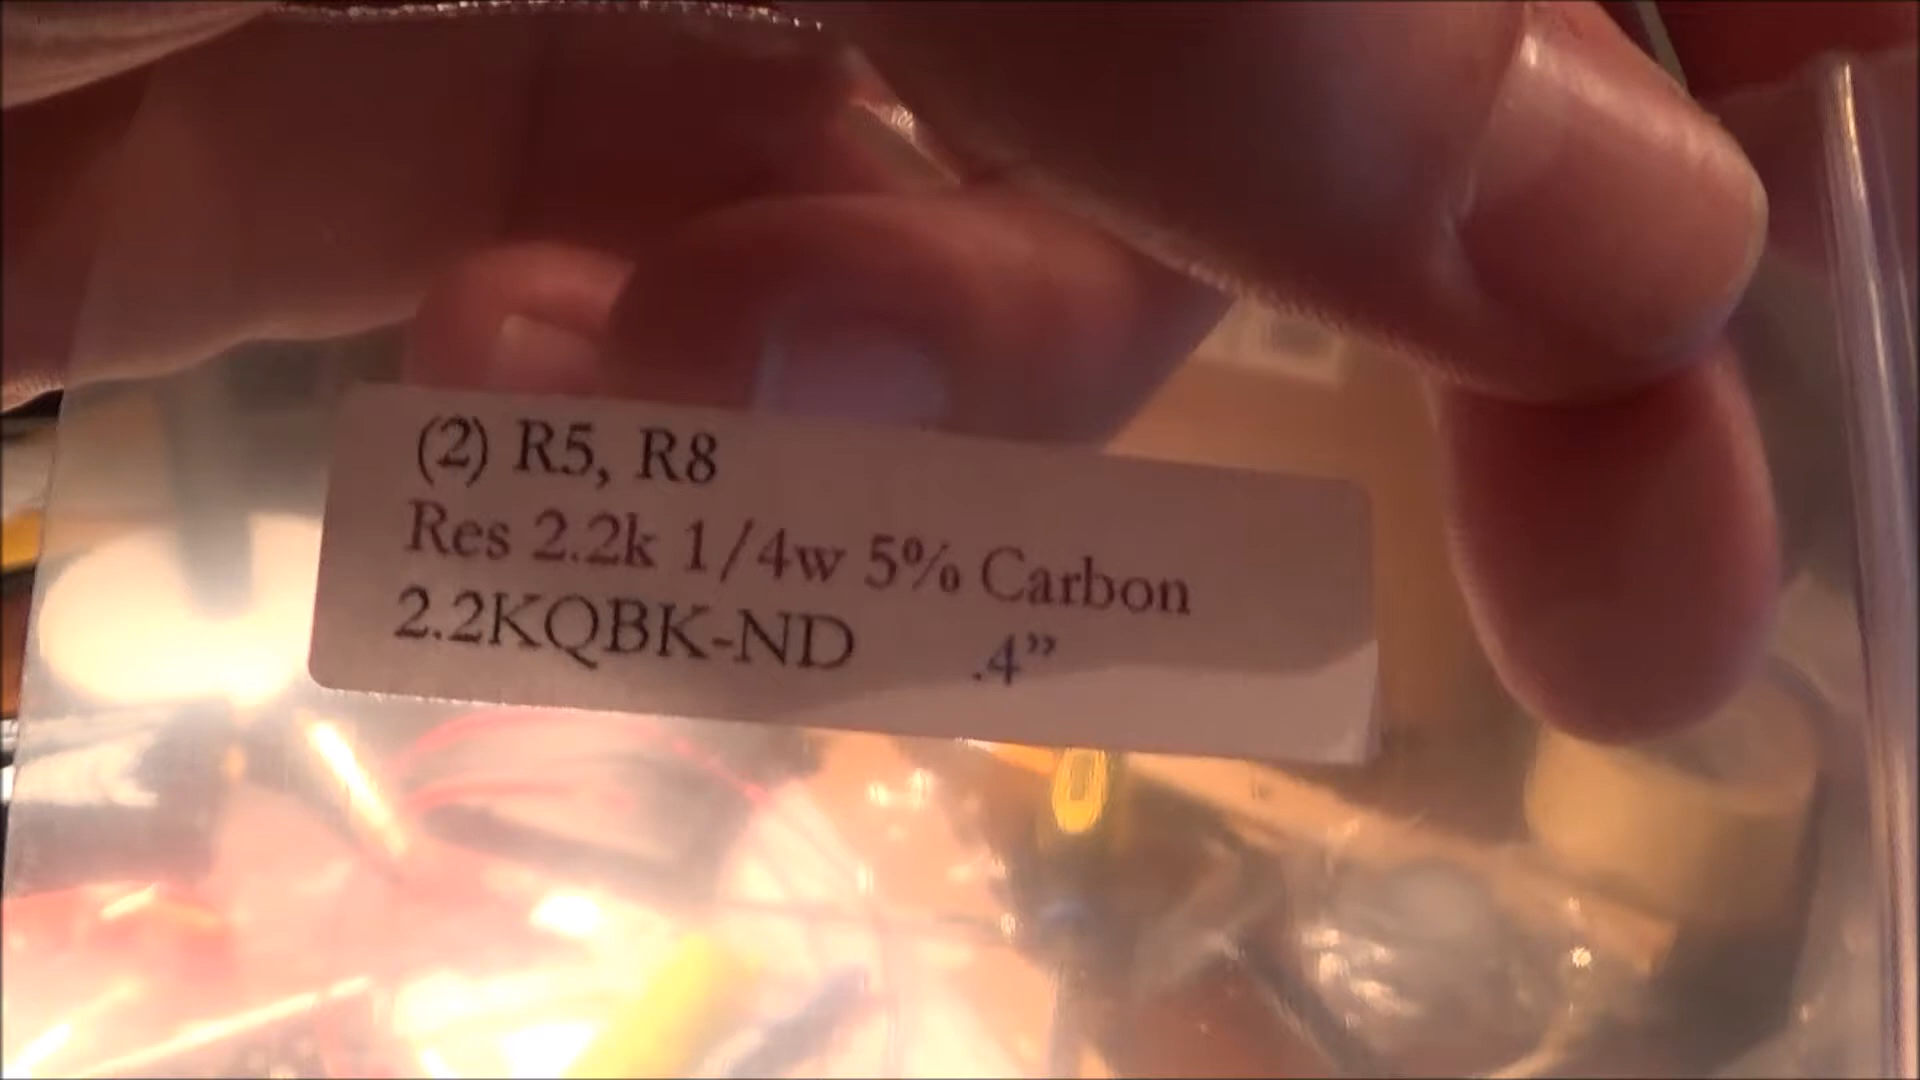 (2) R5, R8
Res 2.2k 1/4w 5% Carbon
2.2KQBK-ND .4”